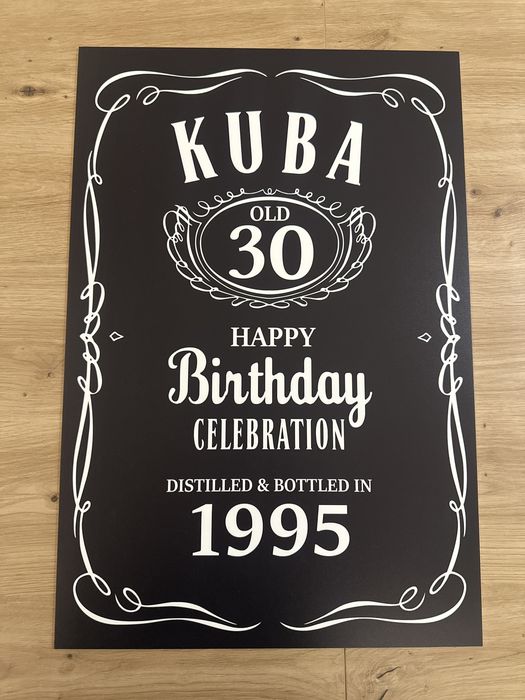 KUBA
OLD
30
HAPPY
Birthday
CELEBRATION
DISTILLED & BOTTLED IN
1995